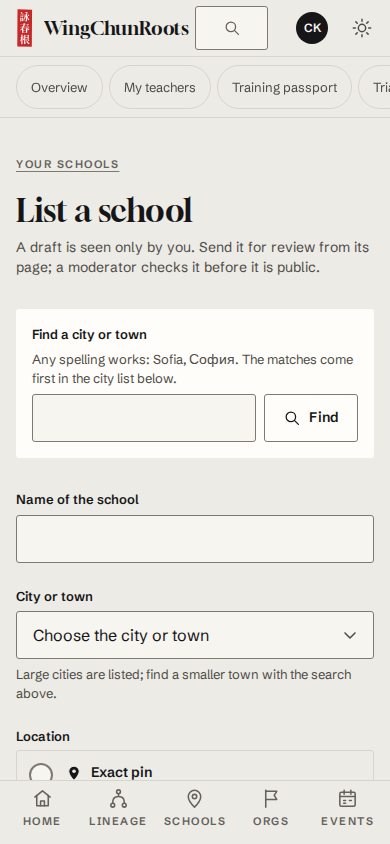 詠春根
WingChunRoots
CK
Overview
My teachers
Training passport
YOUR SCHOOLS
List a school
A draft is seen only by you. Send it for review from its
page; a moderator checks it before it is public.
Find a city or town
Any spelling works: Sofia, София. The matches come
first in the city list below.
Find
Name of the school
City or town
Choose the city or town
Large cities are listed; find a smaller town with the search
above.
Location
Exact pin
HOME
LINEAGE
SCHOOLS
ORGS
EVENTS